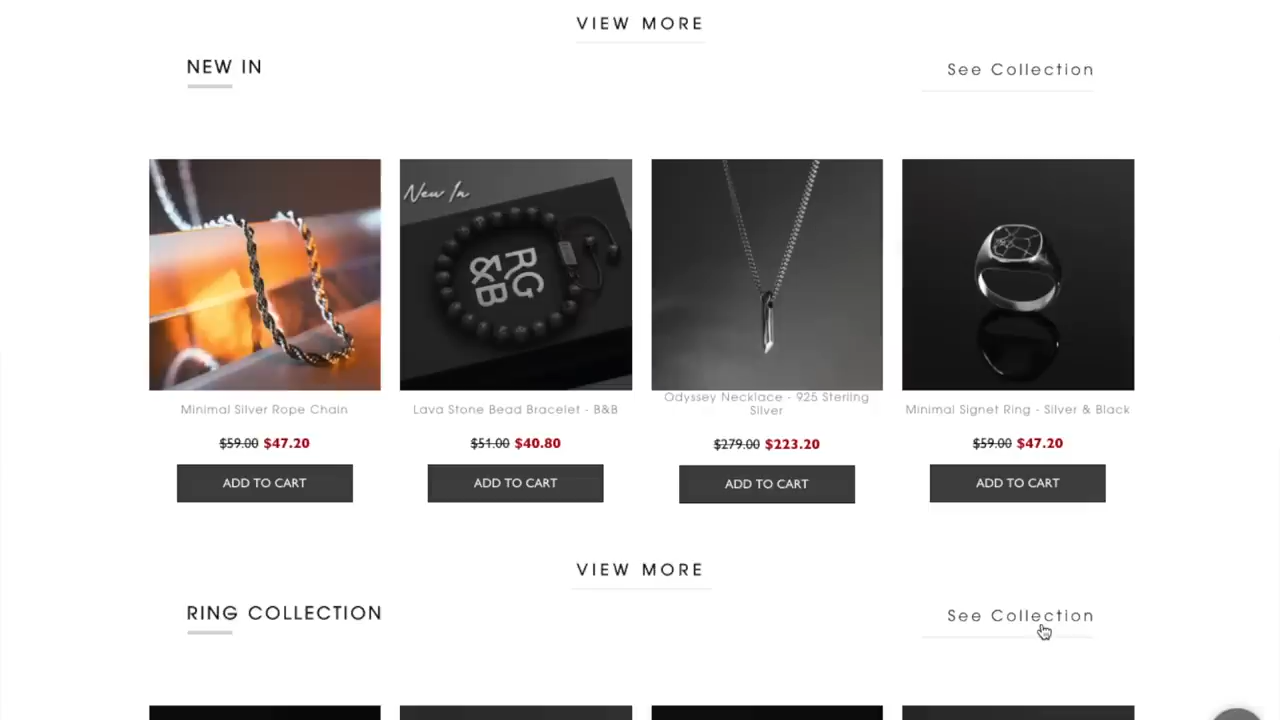 VIEW MORE
NEW IN
See Collection
New In
RG
&B
Minimal Silver Rope Chain
Lava Stone Bead Bracelet - B&B
Odyssey Necklace - 925 Sterling
Silver
Minimal Signet Ring - Silver & Black
$59.00 $47.20
$51.00 $40.80
$279.00 $223.20
$59.00 $47.20
ADD TO CART
ADD TO CART
ADD TO CART
ADD TO CART
VIEW MORE
RING COLLECTION
See Collection